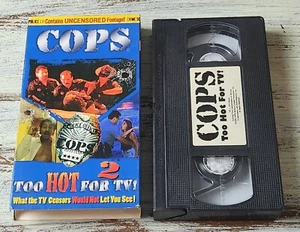 Contains UNCENSORED Footage!
COPS
COPS
2
TOO HOT FOR TV!
What the TV Censors Would Not Let You See!
COPS
Too Hot For TV!